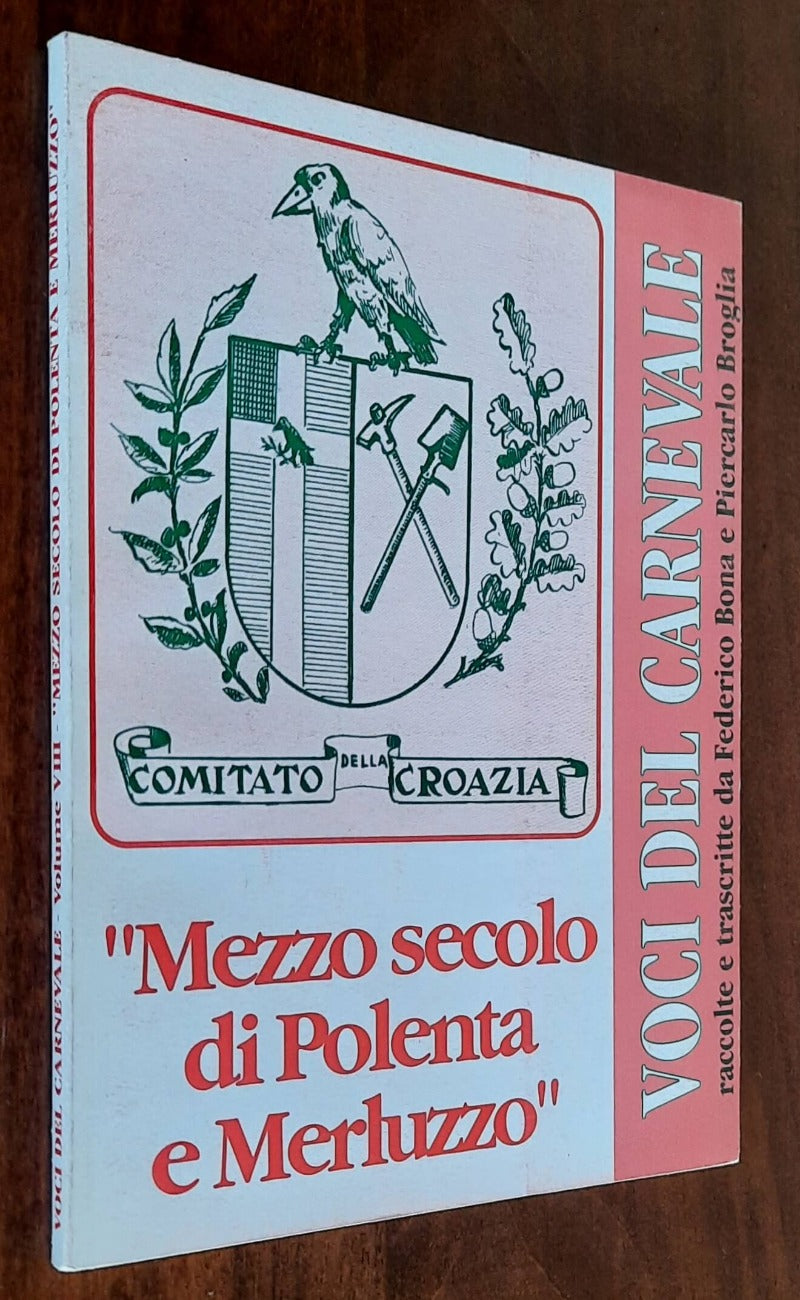 VOCI DEL CARNEVALE - Volume VIII - "MEZZO SECOLO DI POLENTA E MERLUZZO"
COMITATO DELLA CROAZIA
"Mezzo secolo
di Polenta
e Merluzzo"
VOCI DEL CARNEVALE
raccolte e trascritte da Federico Bona e Piercarlo Broglia